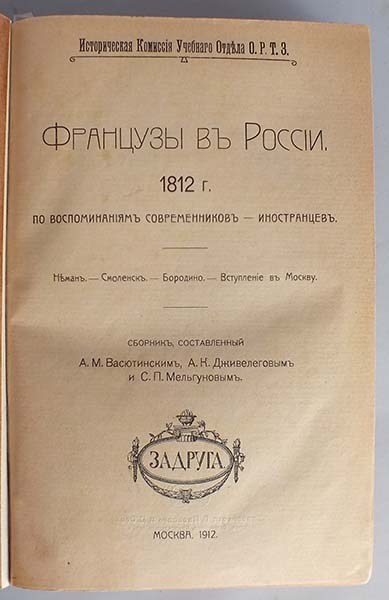 Историческая Комиссія Учебнаго Отдѣла О. Р. Т. З.
Французы въ Россіи.
1812 г.
по воспоминаніямъ современниковъ — иностранцевъ.
Нѣманъ. — Смоленскъ. — Бородино. — Вступленіе въ Москву.
сборникъ, составленный
А. М. Васютинскимъ, А. К. Дживелеговымъ
и С. П. Мельгуновымъ.
ЗАДРУГА.
Москва. 1912.